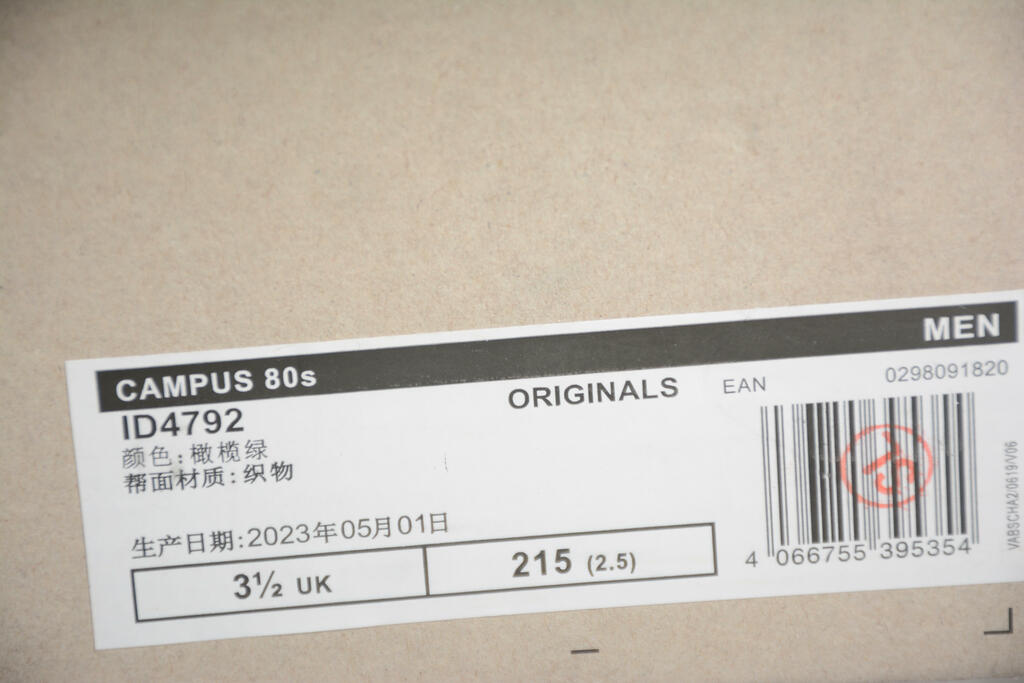 CAMPUS 80s MEN
ID4792 ORIGINALS EAN 0298091820
颜色: 橄榄绿
帮面材质: 织物
生产日期:2023年05月01日
3½ UK 215 (2.5)
4 066755 395354
VABSCHA2/0619/V06